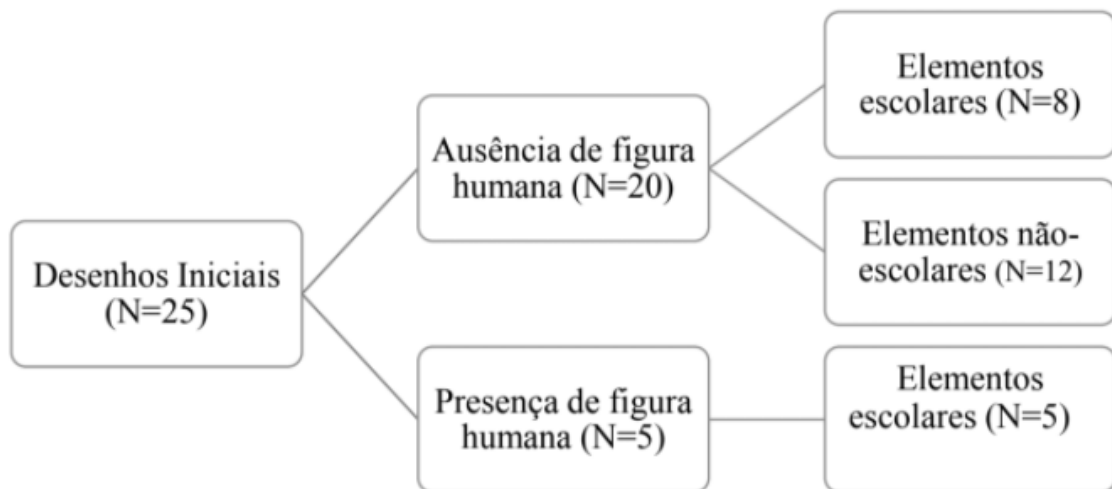 Desenhos Iniciais
(N=25)
Ausência de figura
humana (N=20)
Elementos
escolares (N=8)
Elementos não-
escolares (N=12)
Presença de figura
humana (N=5)
Elementos
escolares (N=5)